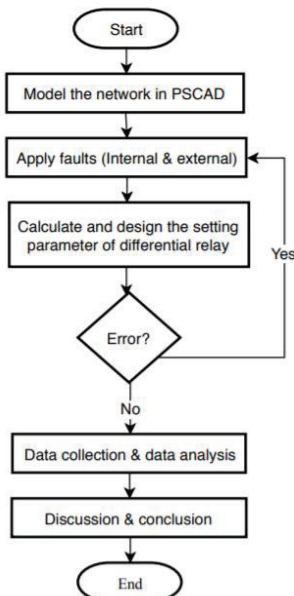 Start
Model the network in PSCAD
Apply faults (Internal & external)
Calculate and design the setting
parameter of differential relay
Yes
Error?
No
Data collection & data analysis
Discussion & conclusion
End